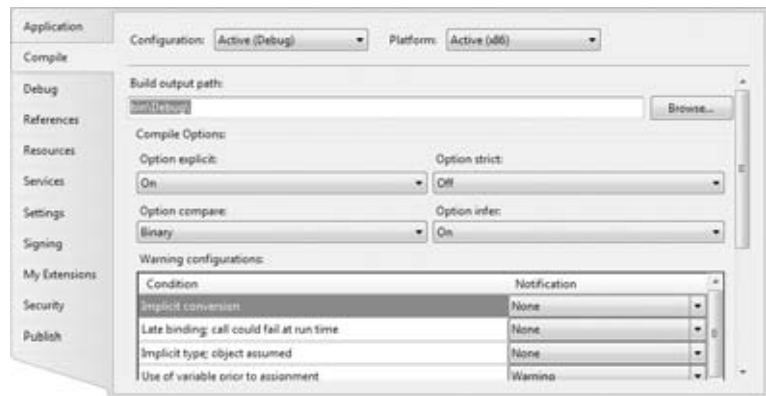 Application
Compile
Debug
References
Resources
Services
Settings
Signing
My Extensions
Security
Publish
Configuration: Active (Debug) Platform: Active (x86)
Build output path:
bin\Debug\ Browse...
Compile Options:
Option explicit: Option strict:
On Off
Option compare: Option infer:
Binary On
Warning configurations:
Condition Notification
Implicit conversion None
Late binding; call could fail at run time None
Implicit type; object assumed None
Use of variable prior to assignment Warning